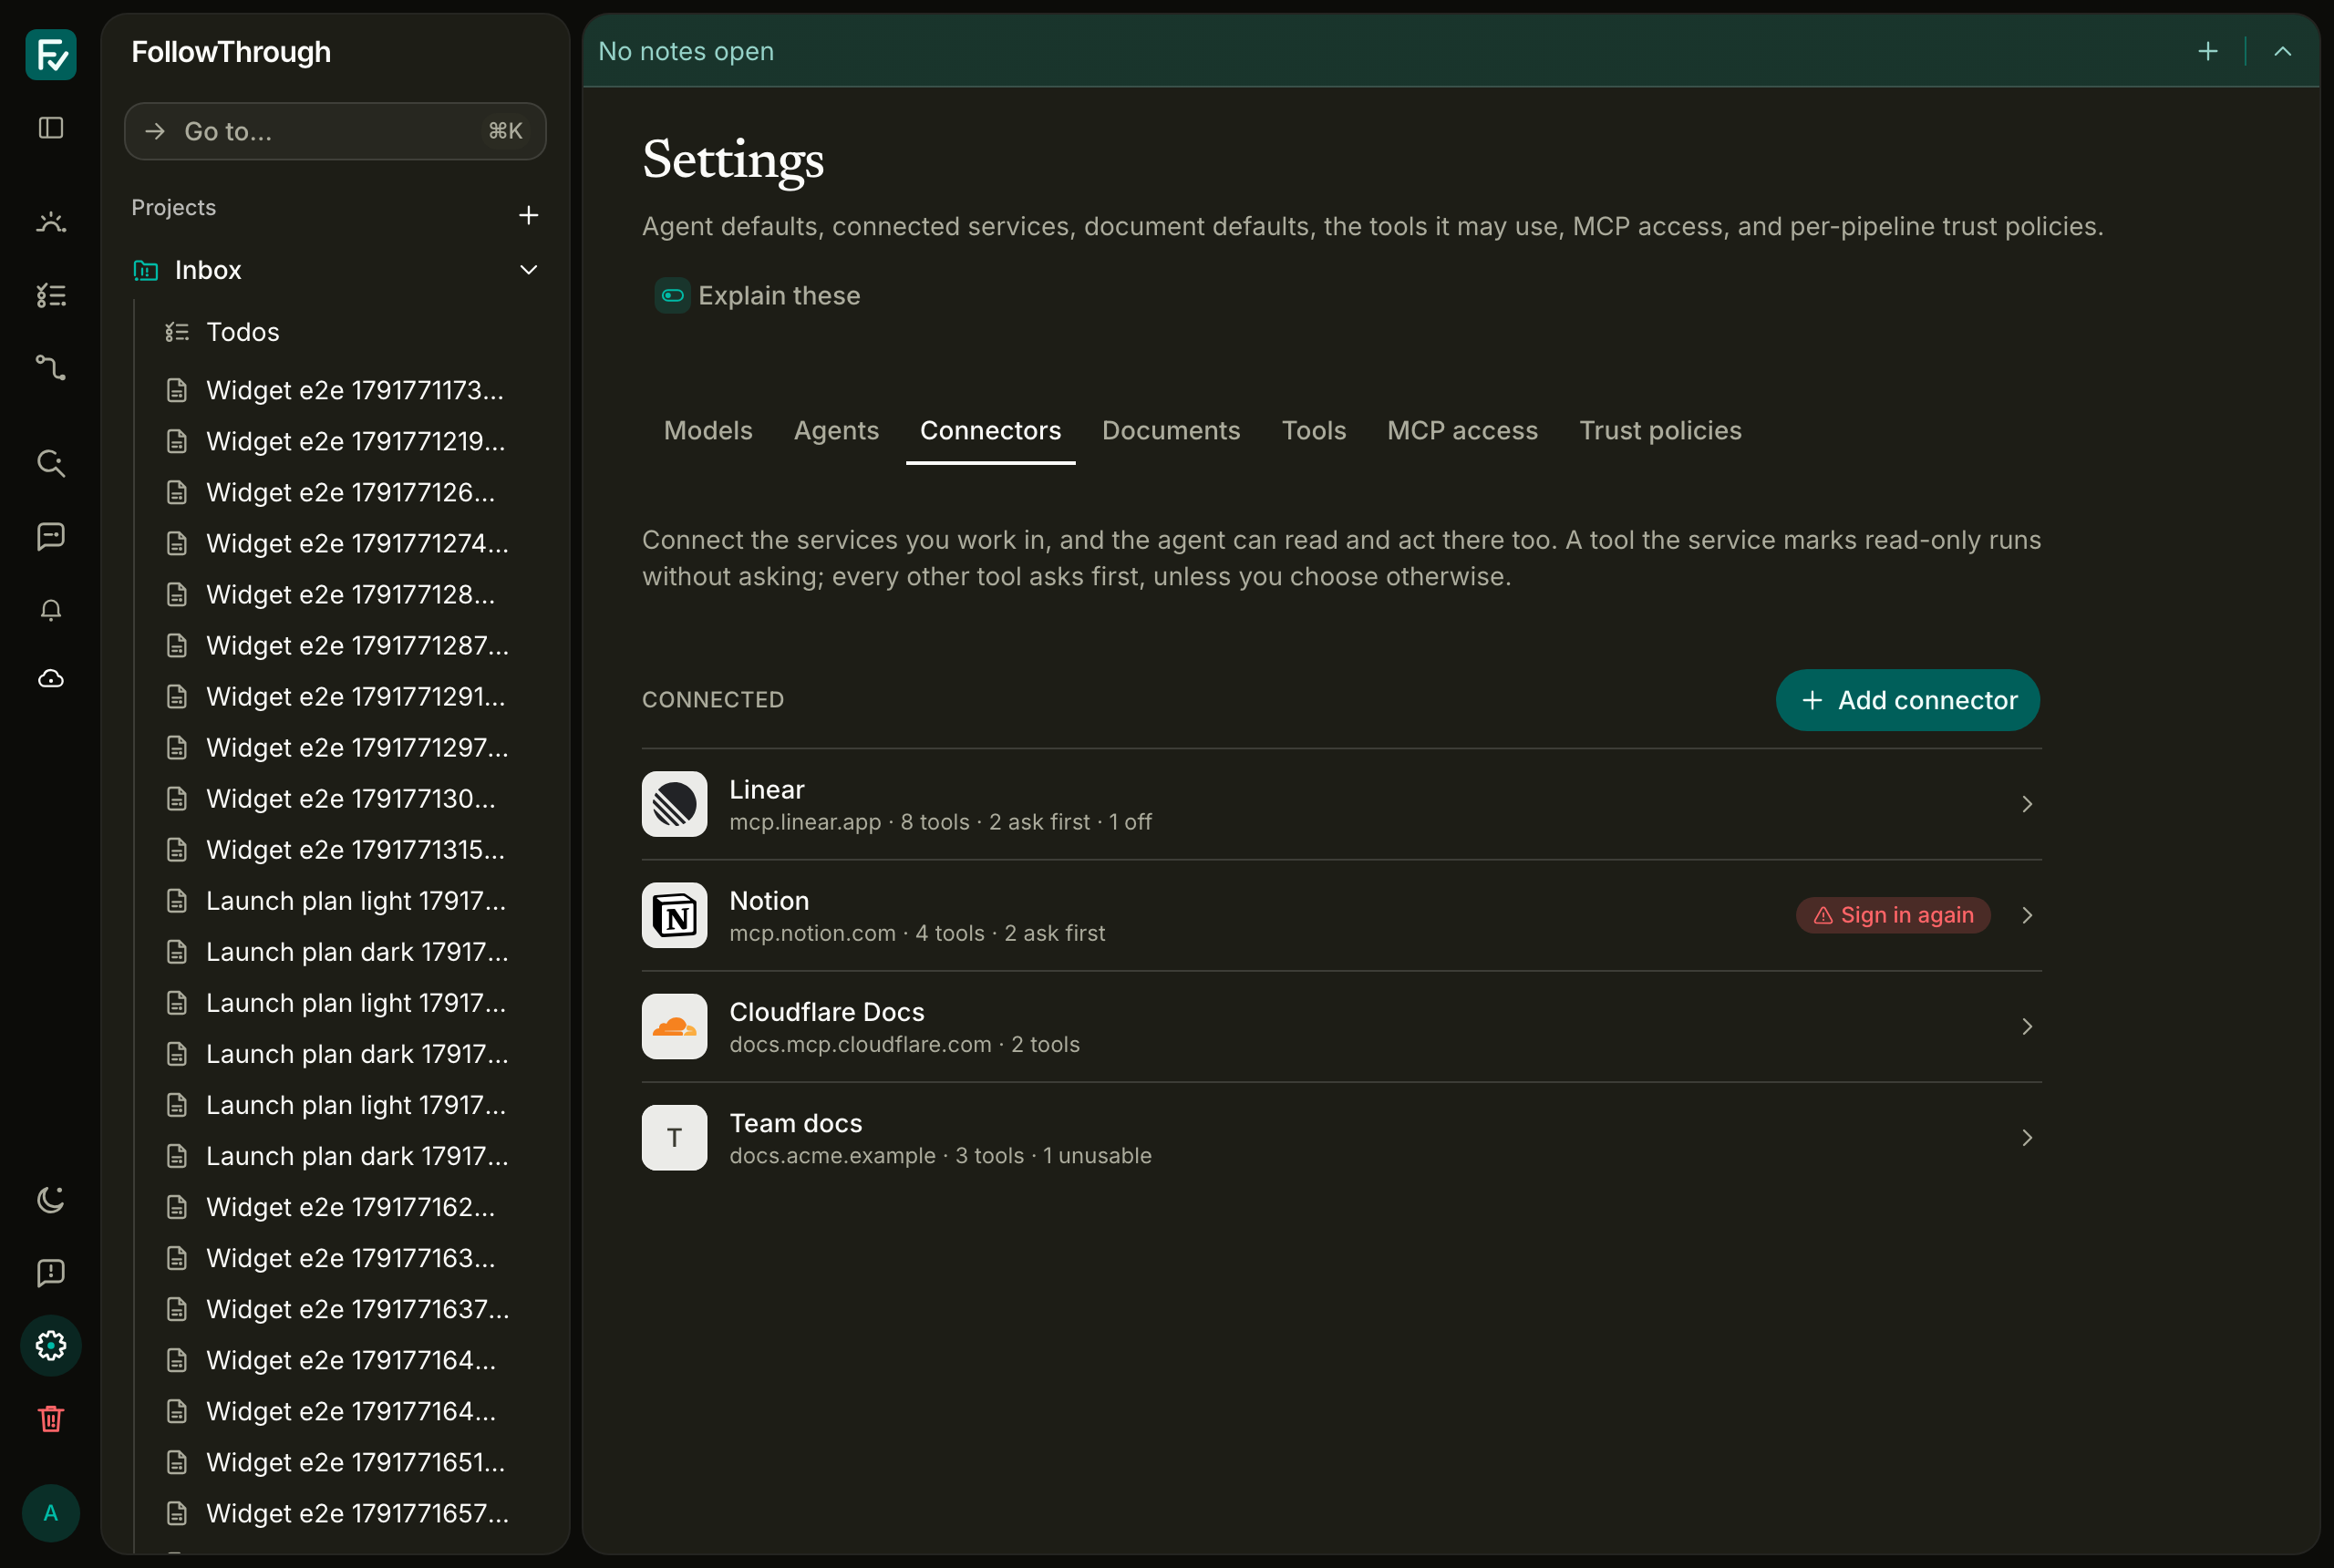 FollowThrough
Go to...
⌘K
Projects
Inbox
Todos
Widget e2e 1791771173...
Widget e2e 1791771219...
Widget e2e 179177126...
Widget e2e 1791771274...
Widget e2e 179177128...
Widget e2e 1791771287...
Widget e2e 1791771291...
Widget e2e 1791771297...
Widget e2e 179177130...
Widget e2e 1791771315...
Launch plan light 17917...
Launch plan dark 17917...
Launch plan light 17917...
Launch plan dark 17917...
Launch plan light 17917...
Launch plan dark 17917...
Widget e2e 179177162...
Widget e2e 179177163...
Widget e2e 1791771637...
Widget e2e 179177164...
Widget e2e 179177164...
Widget e2e 1791771651...
Widget e2e 1791771657...
A
No notes open
Settings
Agent defaults, connected services, document defaults, the tools it may use, MCP access, and per-pipeline trust policies.
Explain these
Models Agents Connectors Documents Tools MCP access Trust policies
Connect the services you work in, and the agent can read and act there too. A tool the service marks read-only runs
without asking; every other tool asks first, unless you choose otherwise.
CONNECTED
Add connector
Linear
mcp.linear.app · 8 tools · 2 ask first · 1 off
N
Notion
mcp.notion.com · 4 tools · 2 ask first
Sign in again
Cloudflare Docs
docs.mcp.cloudflare.com · 2 tools
T
Team docs
docs.acme.example · 3 tools · 1 unusable